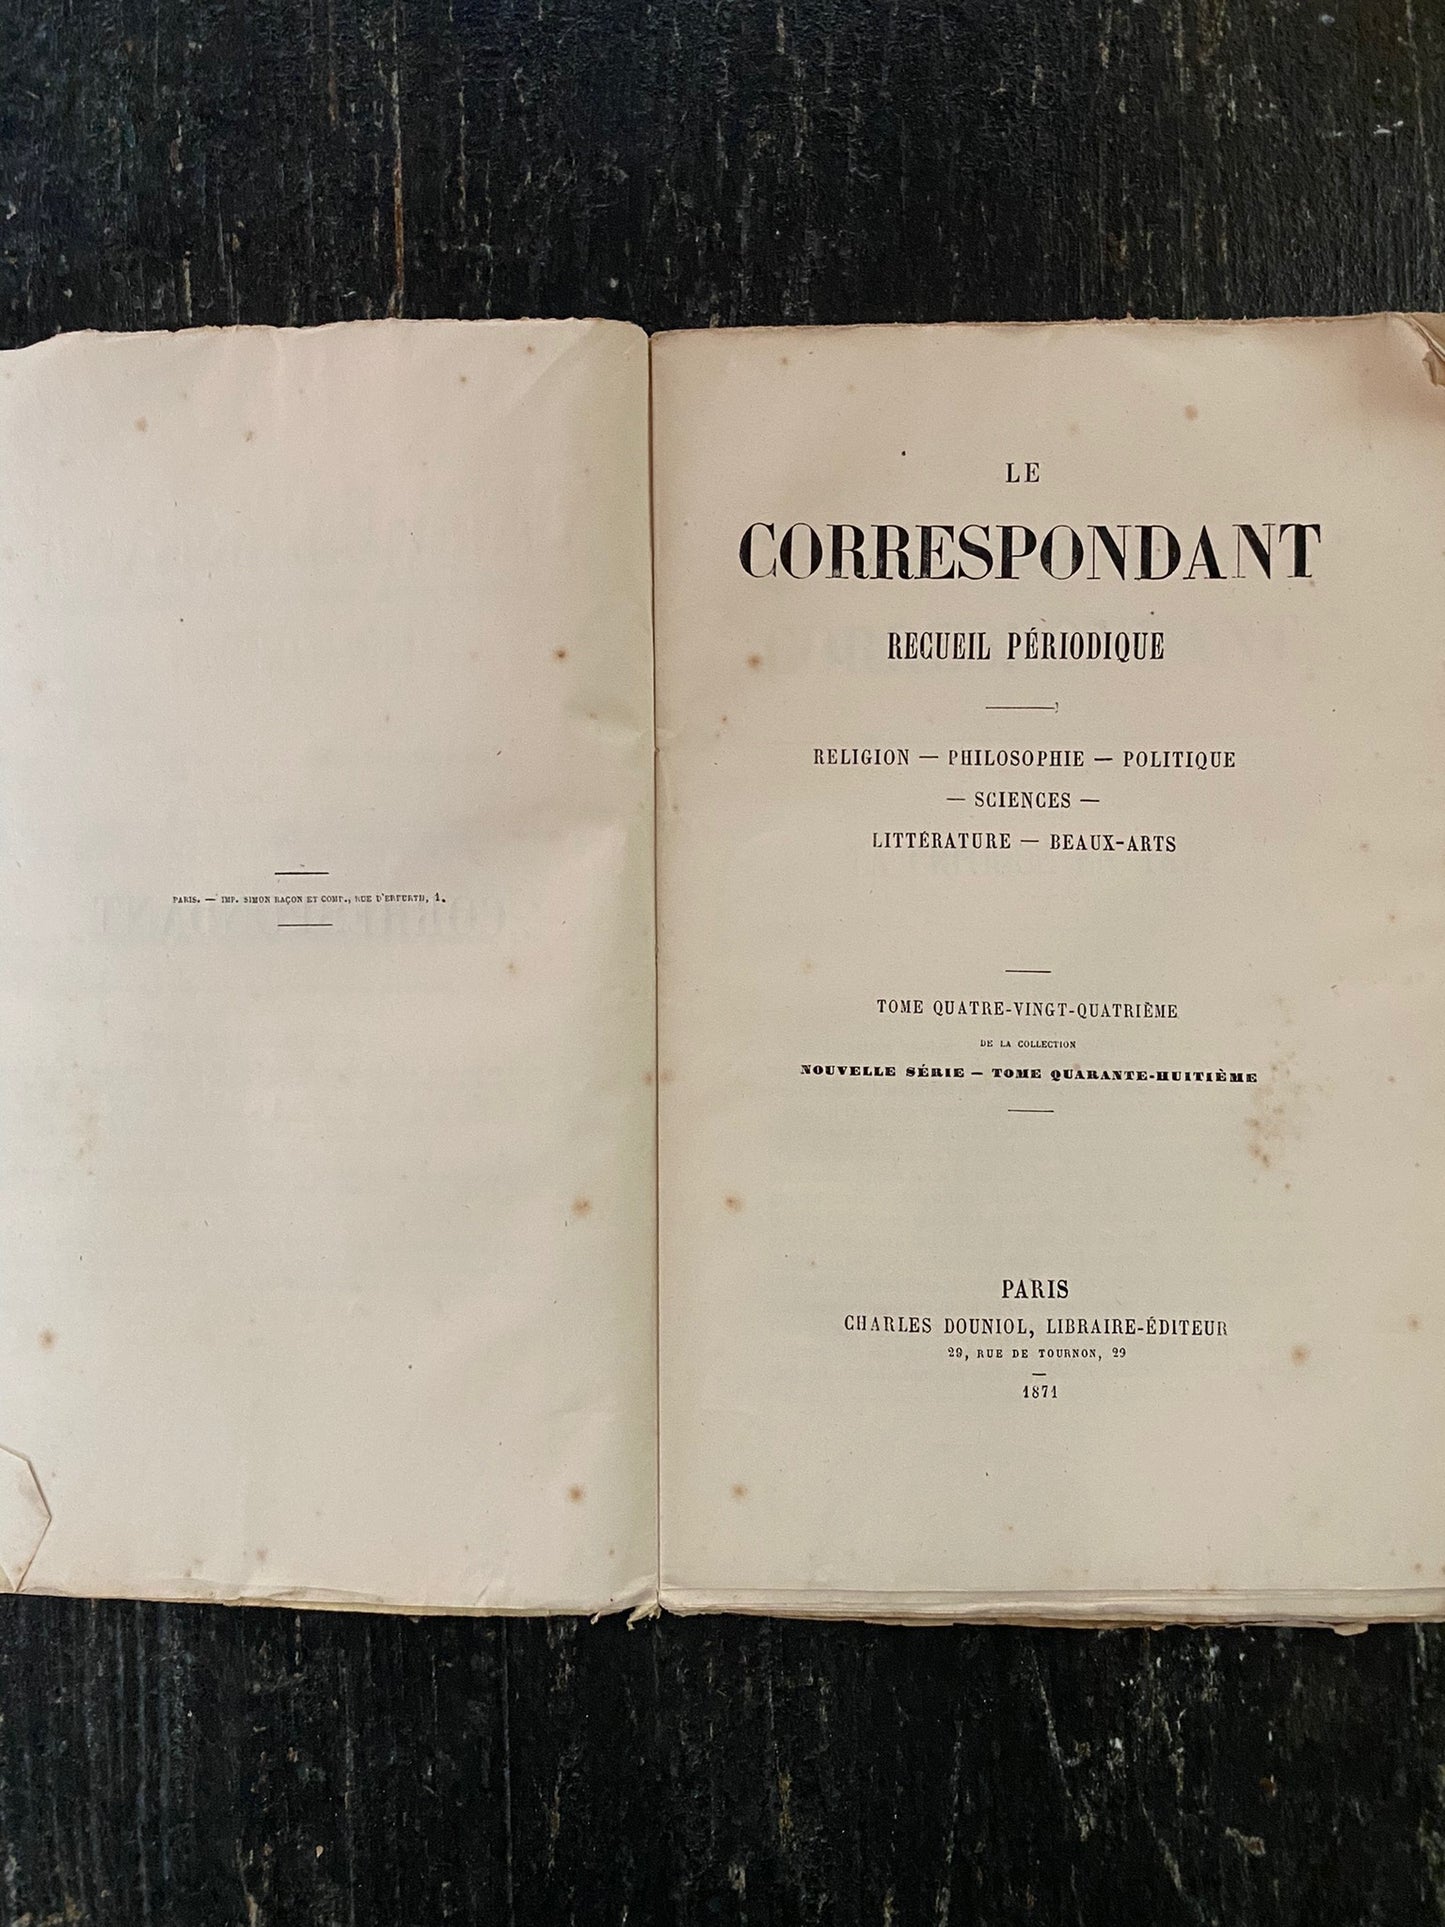 PARIS. — IMP. SIMON RAÇON ET COMP., RUE D'ERFURTH, 1.
LE
CORRESPONDANT
RECUEIL PÉRIODIQUE
RELIGION — PHILOSOPHIE — POLITIQUE
— SCIENCES —
LITTÉRATURE — BEAUX-ARTS
TOME QUATRE-VINGT-QUATRIÈME
DE LA COLLECTION
NOUVELLE SÉRIE — TOME QUARANTE-HUITIÈME
PARIS
CHARLES DOUNIOL, LIBRAIRE-ÉDITEUR
29, RUE DE TOURNON, 29
1871